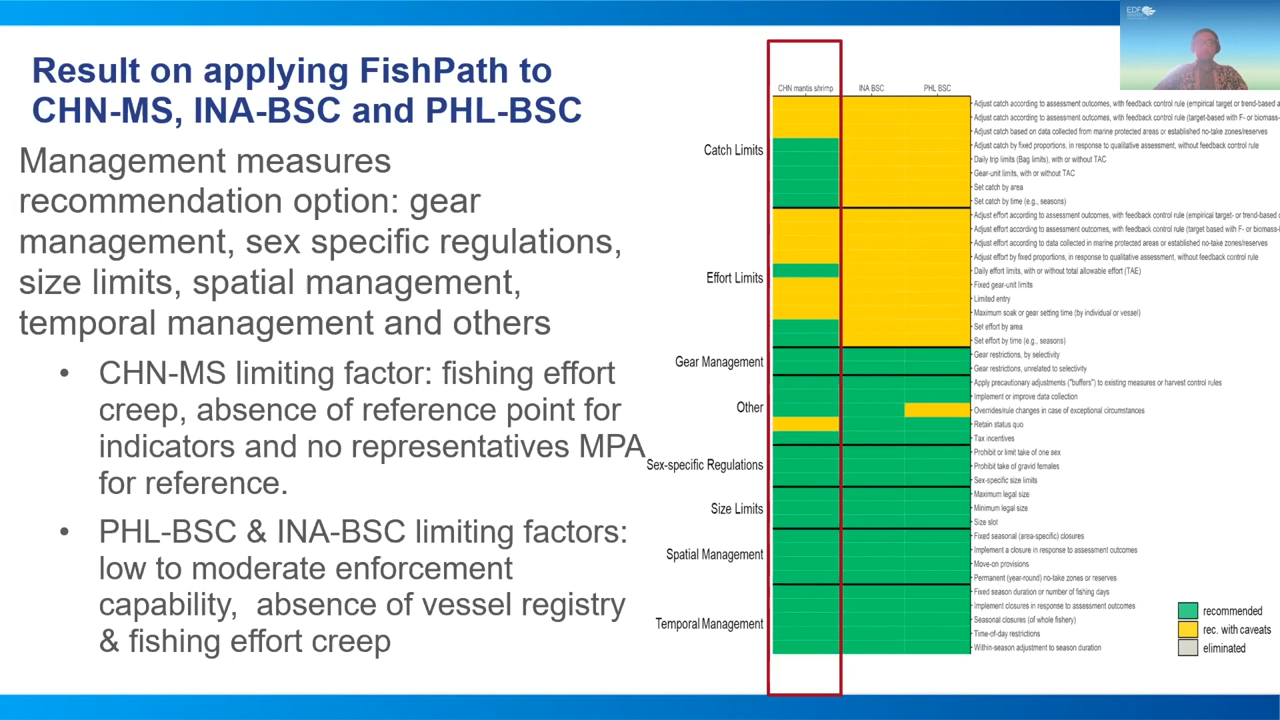 EDF
Result on applying FishPath to
CHN-MS, INA-BSC and PHL-BSC
Management measures
recommendation option: gear
management, sex specific regulations,
size limits, spatial management,
temporal management and others
• CHN-MS limiting factor: fishing effort
creep, absence of reference point for
indicators and no representatives MPA
for reference.
• PHL-BSC & INA-BSC limiting factors:
low to moderate enforcement
capability, absence of vessel registry
& fishing effort creep
CHN mantis shrimp
INA BSC
PHL BSC
Catch Limits
Effort Limits
Gear Management
Other
Sex-specific Regulations
Size Limits
Spatial Management
Temporal Management
Adjust catch according to assessment outcomes, with feedback control rule (empirical target or trend-based
Adjust catch according to assessment outcomes, with feedback control rule (target-based with F- or biomass-
Adjust catch based on data collected from marine protected areas or established no-take zones/reserves
Adjust catch by fixed proportions, in response to qualitative assessment, without feedback control rule
Daily trip limits (Bag limits), with or without TAC
Gear-unit limits, with or without TAC
Set catch by area
Set catch by time (e.g., seasons)
Adjust effort according to assessment outcomes, with feedback control rule (empirical target- or trend-based
Adjust effort according to assessment outcomes, with feedback control rule (target based with F- or biomass-
Adjust effort according to data collected in marine protected areas or established no-take zones/reserves
Adjust effort by fixed proportions, in response to qualitative assessment, without feedback control rule
Daily effort limits, with or without total allowable effort (TAE)
Fixed gear-unit limits
Limited entry
Maximum soak or gear setting time (by individual or vessel)
Set effort by area
Set effort by time (e.g., seasons)
Gear restrictions, by selectivity
Gear restrictions, unrelated to selectivity
Apply precautionary adjustments ("buffers") to existing measures or harvest control rules
Implement or improve data collection
Overrides/rule changes in case of exceptional circumstances
Retain status quo
Tax incentives
Prohibit or limit take of one sex
Prohibit take of gravid females
Sex-specific size limits
Maximum legal size
Minimum legal size
Size slot
Fixed seasonal (area-specific) closures
Implement a closure in response to assessment outcomes
Move-on provisions
Permanent (year-round) no-take zones or reserves
Fixed season duration or number of fishing days
Implement closures in response to assessment outcomes
Seasonal closures (of whole fishery)
Time-of-day restrictions
Within-season adjustment to season duration
recommended
rec. with caveats
eliminated